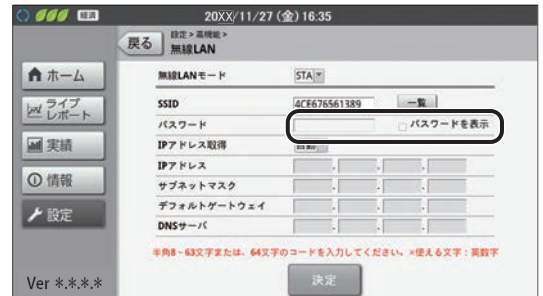 経済
20XX/11/27 (金) 16:35
戻る
設定 > 高機能 >
無線LAN
ホーム
ライブ
レポート
実績
情報
設定
Ver *.*.*.*
無線LANモード STA
SSID 4CE676561389 一覧
パスワード パスワードを表示
IPアドレス取得 自動
IPアドレス . . .
サブネットマスク . . .
デフォルトゲートウェイ . . .
DNSサーバ . . .
半角8~63文字または、64文字のコードを入力してください。*使える文字:英数字
決定